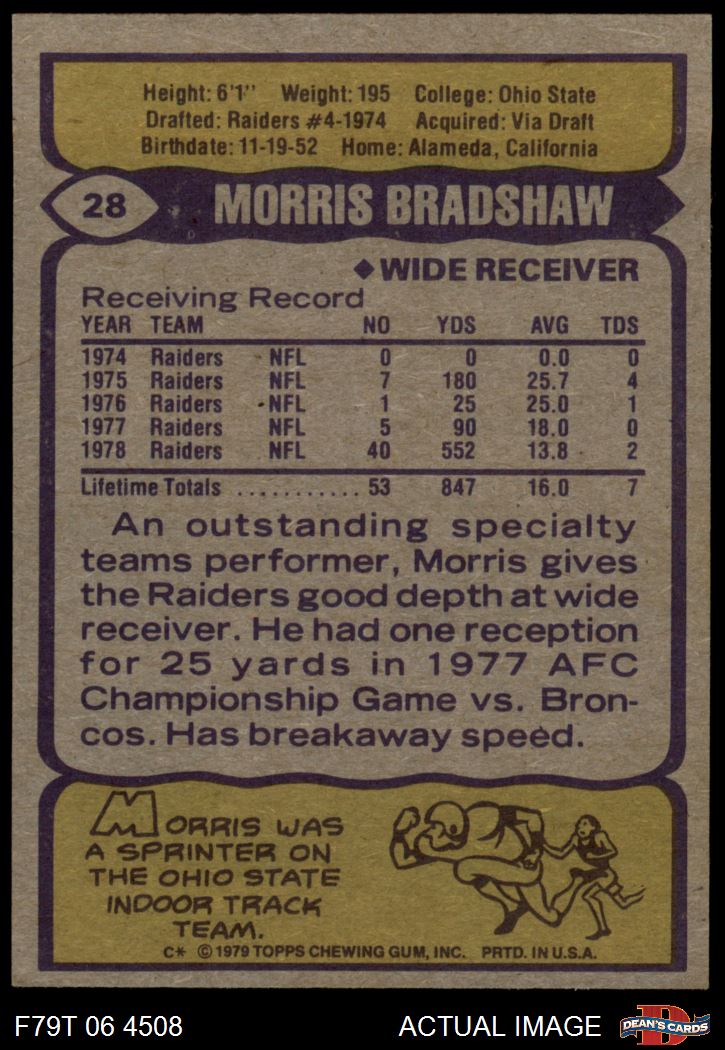 Height: 6'1" Weight: 195 College: Ohio State
Drafted: Raiders #4-1974 Acquired: Via Draft
Birthdate: 11-19-52 Home: Alameda, California
28 MORRIS BRADSHAW
◆WIDE RECEIVER
Receiving Record
YEAR TEAM NO YDS AVG TDS
1974 Raiders NFL 0 0 0.0 0
1975 Raiders NFL 7 180 25.7 4
1976 Raiders NFL 1 25 25.0 1
1977 Raiders NFL 5 90 18.0 0
1978 Raiders NFL 40 552 13.8 2
Lifetime Totals ........... 53 847 16.0 7
An outstanding specialty
teams performer, Morris gives
the Raiders good depth at wide
receiver. He had one reception
for 25 yards in 1977 AFC
Championship Game vs. Bron-
cos. Has breakaway speed.
MORRIS WAS
A SPRINTER ON
THE OHIO STATE
INDOOR TRACK
TEAM.
C* © 1979 TOPPS CHEWING GUM, INC. PRTD. IN U.S.A.
F79T 06 4508 ACTUAL IMAGE D DEAN'S CARDS